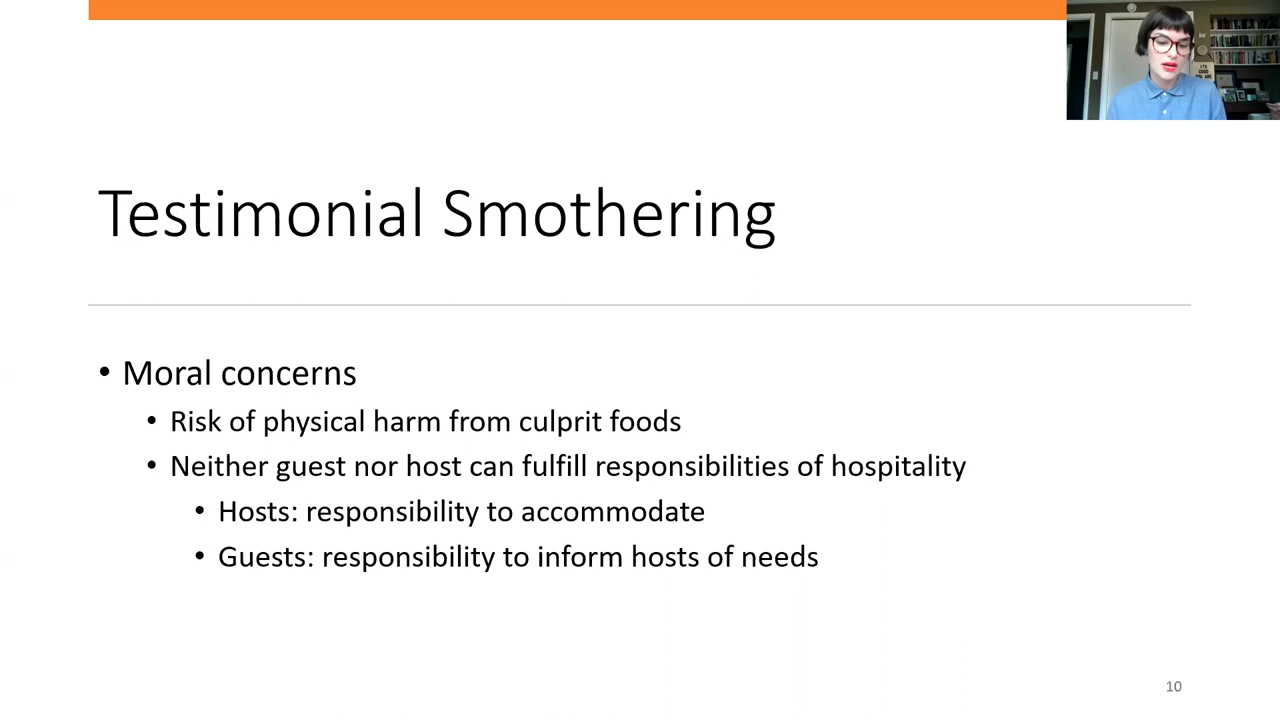 Testimonial Smothering
• Moral concerns
• Risk of physical harm from culprit foods
• Neither guest nor host can fulfill responsibilities of hospitality
• Hosts: responsibility to accommodate
• Guests: responsibility to inform hosts of needs
10